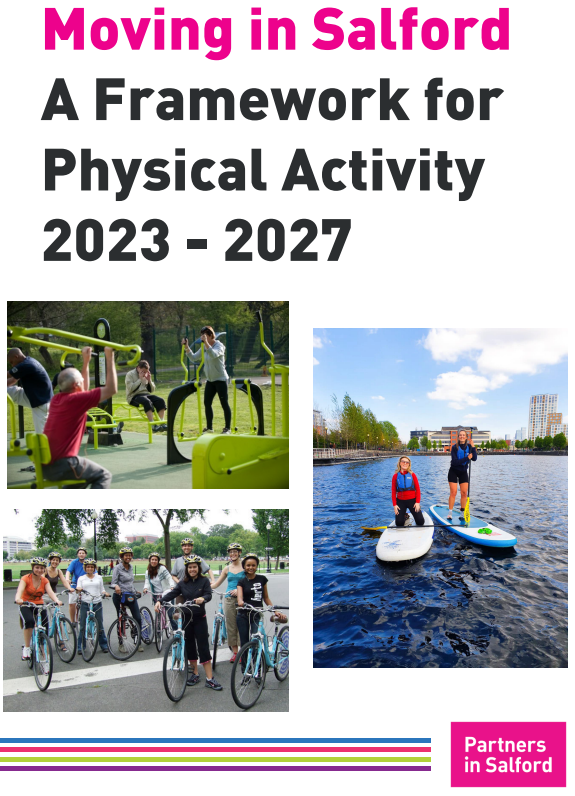 Moving in Salford
A Framework for
Physical Activity
2023 - 2027
Partners
in Salford